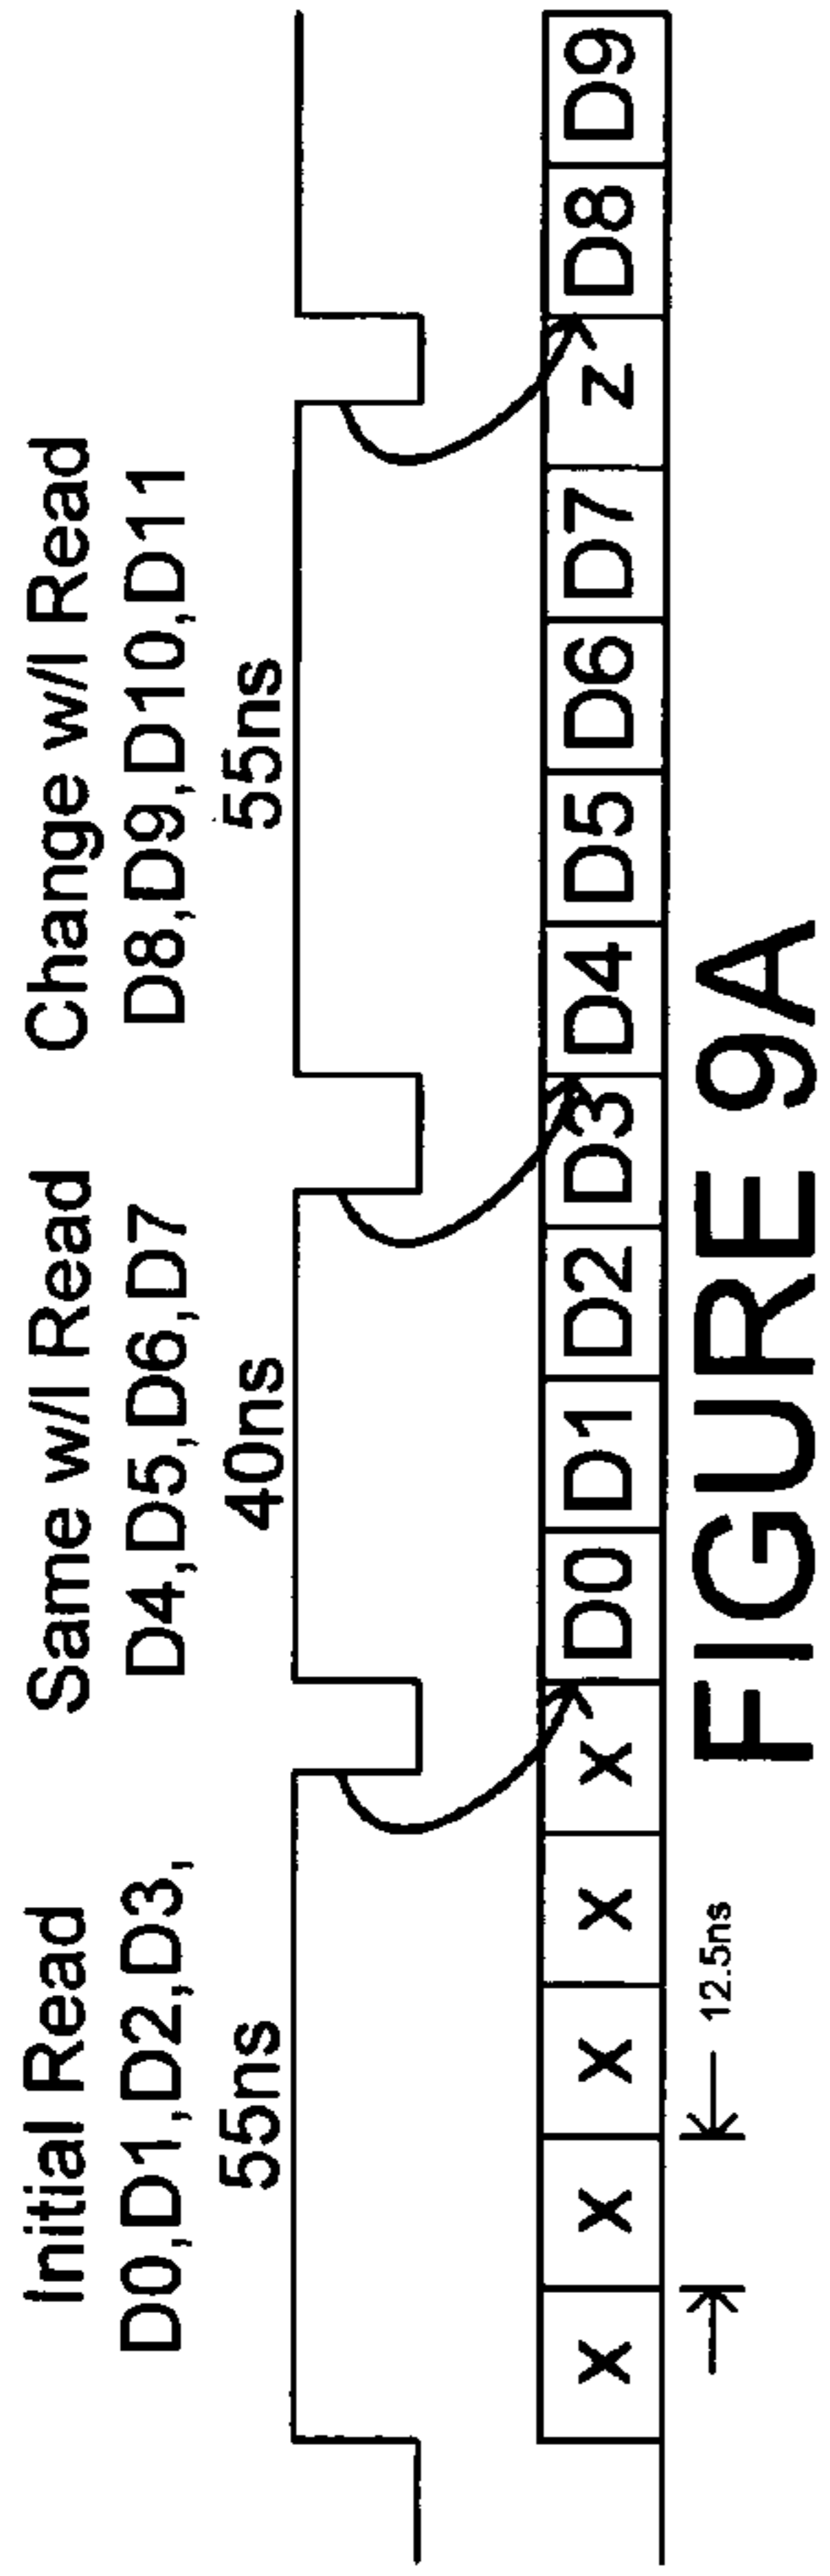 Initial Read
D0,D1,D2,D3,
55ns
Same w/l Read
D4,D5,D6,D7
40ns
Change w/l Read
D8,D9,D10,D11
55ns
x x x x x D0 D1 D2 D3 D4 D5 D6 D7 z D8 D9
12.5ns
FIGURE 9A